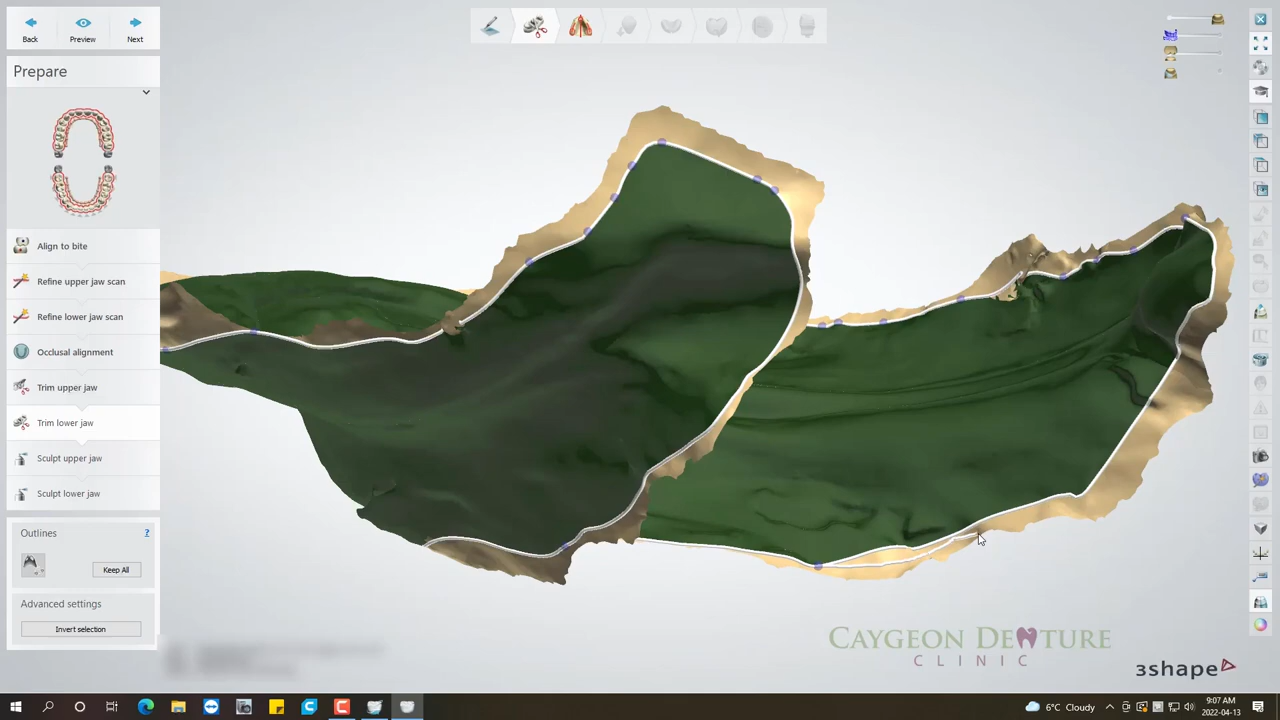 Back
Preview
Next
Prepare
Align to bite
Refine upper jaw scan
Refine lower jaw scan
Occlusal alignment
Trim upper jaw
Trim lower jaw
Sculpt upper jaw
Sculpt lower jaw
Outlines
?
Keep All
Advanced settings
Invert selection
CAYGEON DENTURE
CLINIC
3shape
6°C Cloudy
9:07 AM
2022-04-13